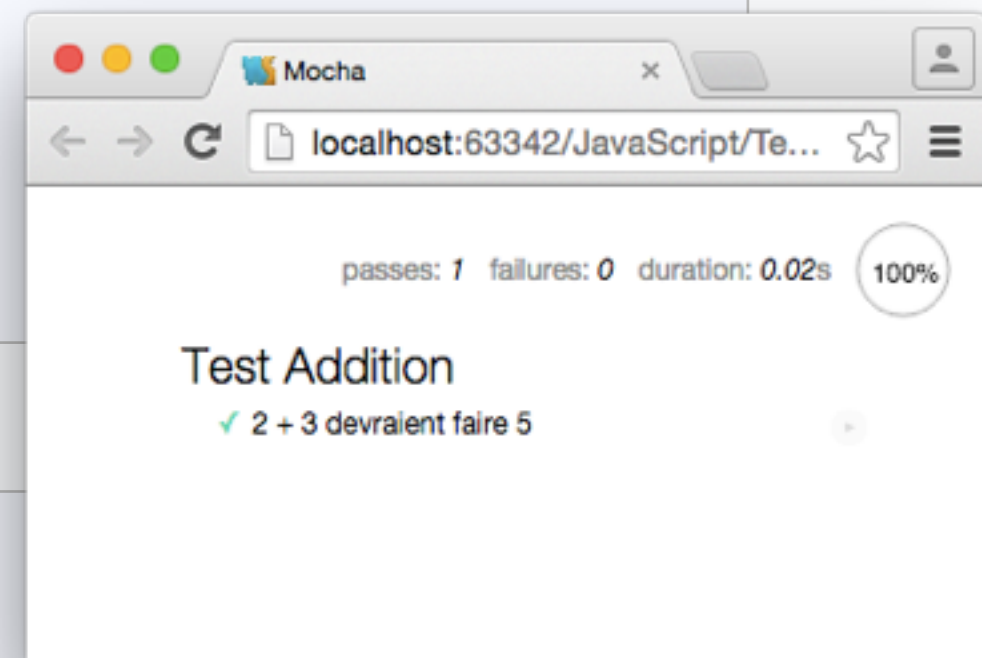 Mocha
localhost:63342/JavaScript/Te...
passes: 1 failures: 0 duration: 0.02s 100%
Test Addition
✓ 2 + 3 devraient faire 5